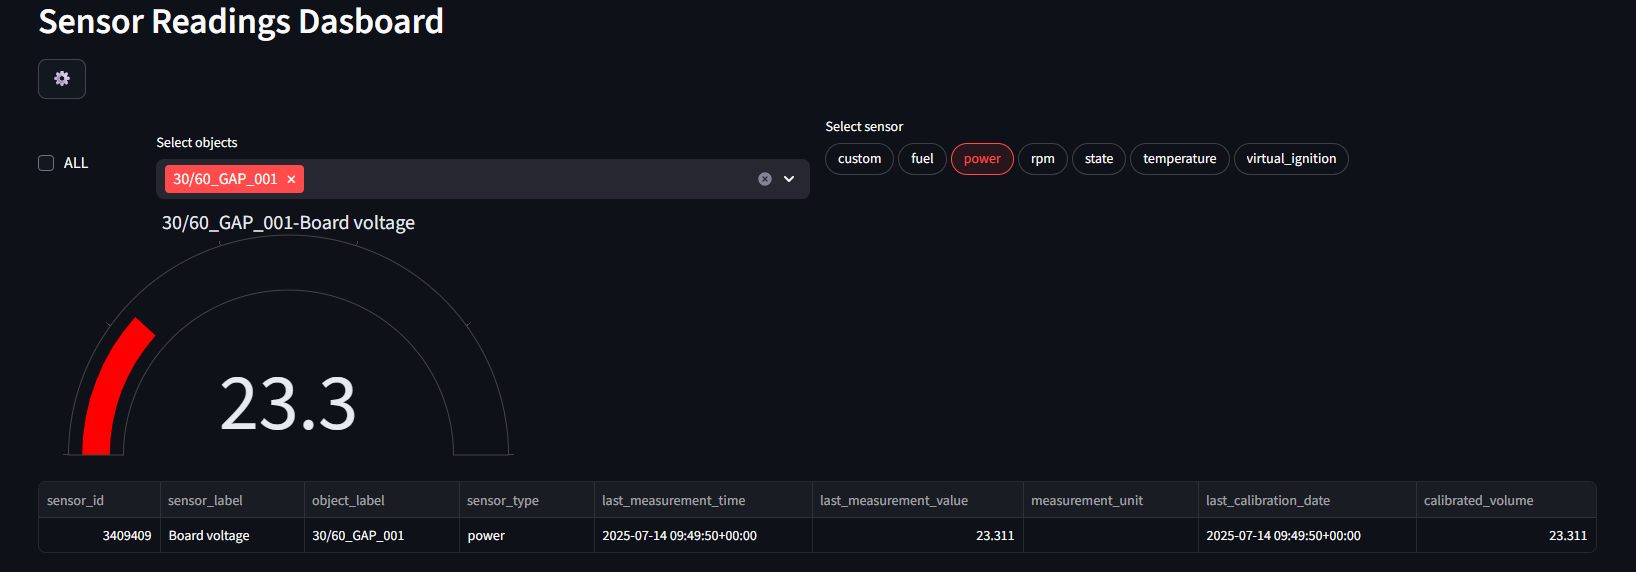 Sensor Readings Dasboard
ALL
Select objects
30/60_GAP_001 ×
Select sensor
custom fuel power rpm state temperature virtual_ignition
30/60_GAP_001-Board voltage
23.3
sensor_id sensor_label object_label sensor_type last_measurement_time last_measurement_value measurement_unit last_calibration_date calibrated_volume
3409409 Board voltage 30/60_GAP_001 power 2025-07-14 09:49:50+00:00 23.311 2025-07-14 09:49:50+00:00 23.311